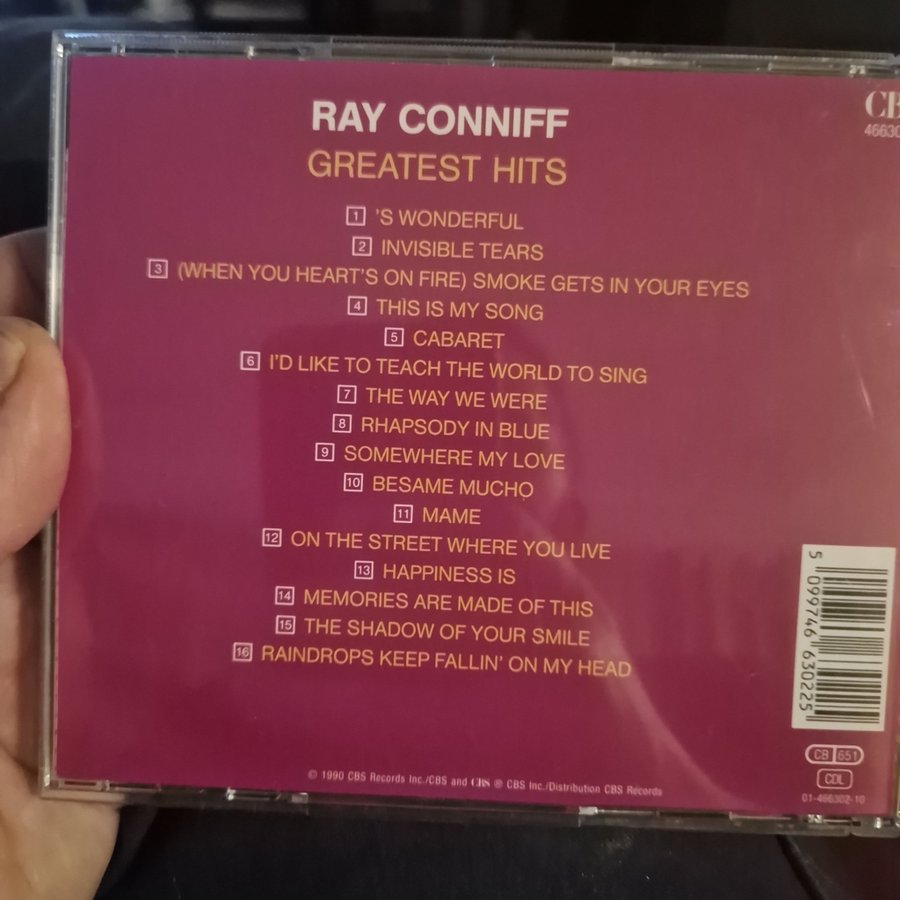 RAY CONNIFF
GREATEST HITS
1 'S WONDERFUL
2 INVISIBLE TEARS
3 (WHEN YOU HEART'S ON FIRE) SMOKE GETS IN YOUR EYES
4 THIS IS MY SONG
5 CABARET
6 I'D LIKE TO TEACH THE WORLD TO SING
7 THE WAY WE WERE
8 RHAPSODY IN BLUE
9 SOMEWHERE MY LOVE
10 BESAME MUCHO
11 MAME
12 ON THE STREET WHERE YOU LIVE
13 HAPPINESS IS
14 MEMORIES ARE MADE OF THIS
15 THE SHADOW OF YOUR SMILE
16 RAINDROPS KEEP FALLIN' ON MY HEAD
5 099746 630225
CB 651
CDL
01-466302-10
© 1990 CBS Records Inc./CBS and CBS ℗ CBS Inc./Distribution CBS Records